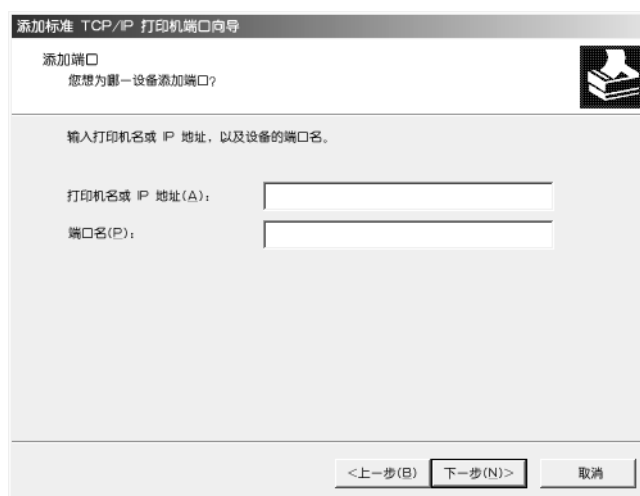 添加标准 TCP/IP 打印机端口向导
添加端口
您想为哪一设备添加端口?
输入打印机名或 IP 地址，以及设备的端口名。
打印机名或 IP 地址(A):
端口名(P):
<上一步(B)
下一步(N)>
取消